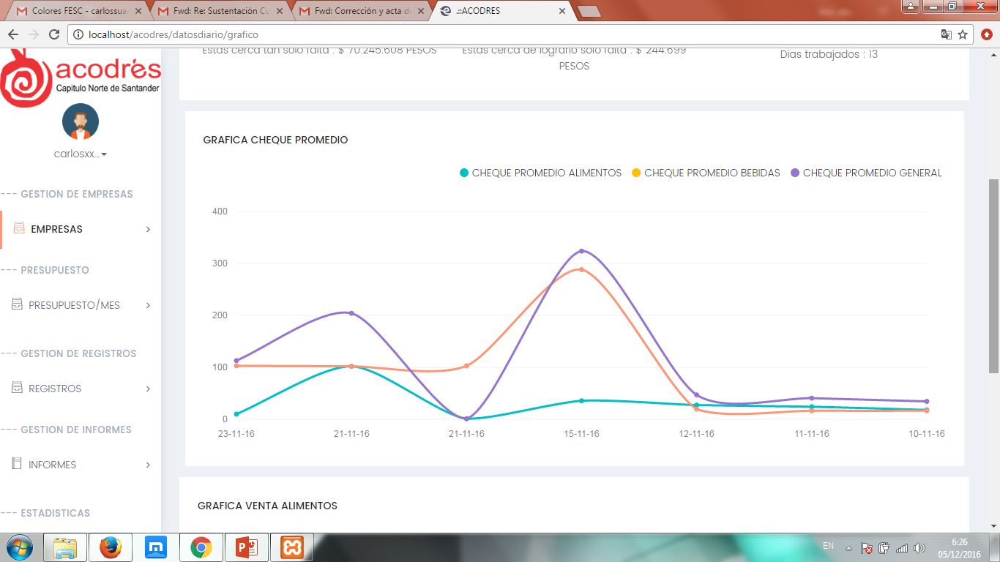 Colores FESC - carlossua
Fwd: Re: Sustentación Cu
Fwd: Corrección y acta de
.::ACODRES
localhost/acodres/datosdiario/grafico
Estas cerca tan solo falta : $ 70.245.608 PESOS
Estas cerca de lograrlo solo falta : $ 244.699
PESOS
Dias trabajados : 13
acodrés
Capitulo Norte de Santander
carlosxx...
--- GESTION DE EMPRESAS
EMPRESAS
--- PRESUPUESTO
PRESUPUESTO/MES
--- GESTION DE REGISTROS
REGISTROS
--- GESTION DE INFORMES
INFORMES
--- ESTADISTICAS
GRAFICA CHEQUE PROMEDIO
CHEQUE PROMEDIO ALIMENTOS CHEQUE PROMEDIO BEBIDAS CHEQUE PROMEDIO GENERAL
400
300
200
100
0
23-11-16 21-11-16 21-11-16 15-11-16 12-11-16 11-11-16 10-11-16
GRAFICA VENTA ALIMENTOS
EN
6:26
05/12/2016